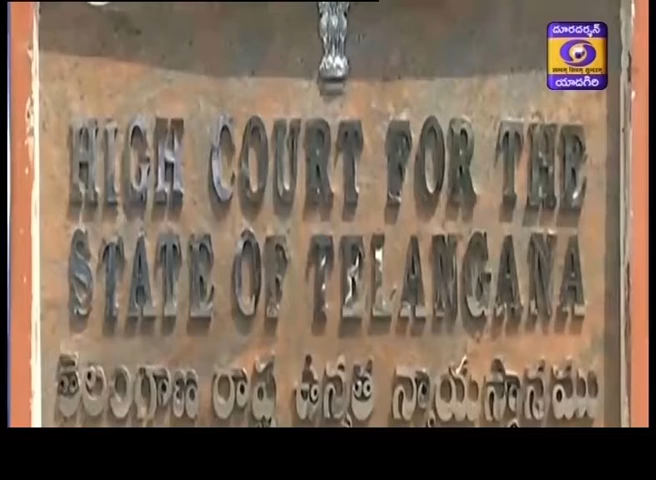 దూరదర్శన్
యాదగిరి
HIGH COURT FOR THE
STATE OF TELANGANA
తెలంగాణ రాష్ట్ర ఉన్నత న్యాయస్థానము